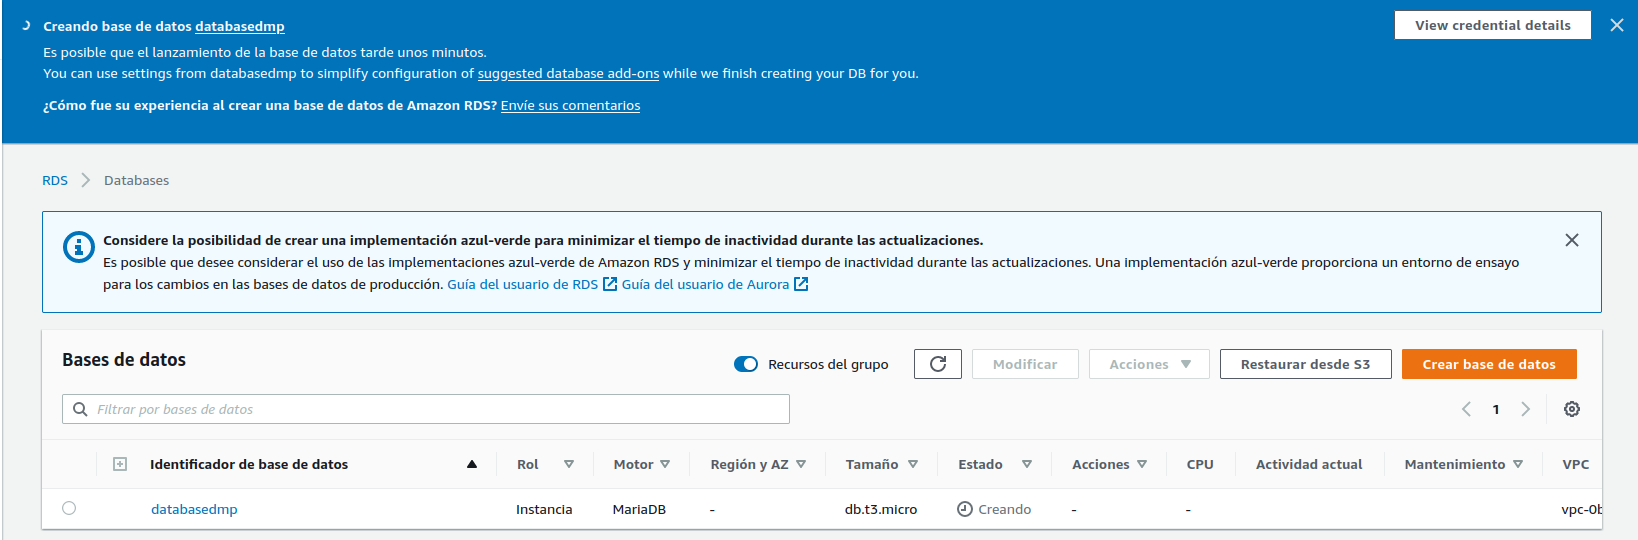 Creando base de datos databasedmp
View credential details
Es posible que el lanzamiento de la base de datos tarde unos minutos.
You can use settings from databasedmp to simplify configuration of suggested database add-ons while we finish creating your DB for you.
¿Cómo fue su experiencia al crear una base de datos de Amazon RDS? Envíe sus comentarios
RDS > Databases
Considere la posibilidad de crear una implementación azul-verde para minimizar el tiempo de inactividad durante las actualizaciones.
Es posible que desee considerar el uso de las implementaciones azul-verde de Amazon RDS y minimizar el tiempo de inactividad durante las actualizaciones. Una implementación azul-verde proporciona un entorno de ensayo
para los cambios en las bases de datos de producción. Guía del usuario de RDS Guía del usuario de Aurora
Bases de datos
Recursos del grupo
Modificar
Acciones
Restaurar desde S3
Crear base de datos
Filtrar por bases de datos
1
Identificador de base de datos Rol Motor Región y AZ Tamaño Estado Acciones CPU Actividad actual Mantenimiento VPC
databasedmp Instancia MariaDB - db.t3.micro Creando - - vpc-0b